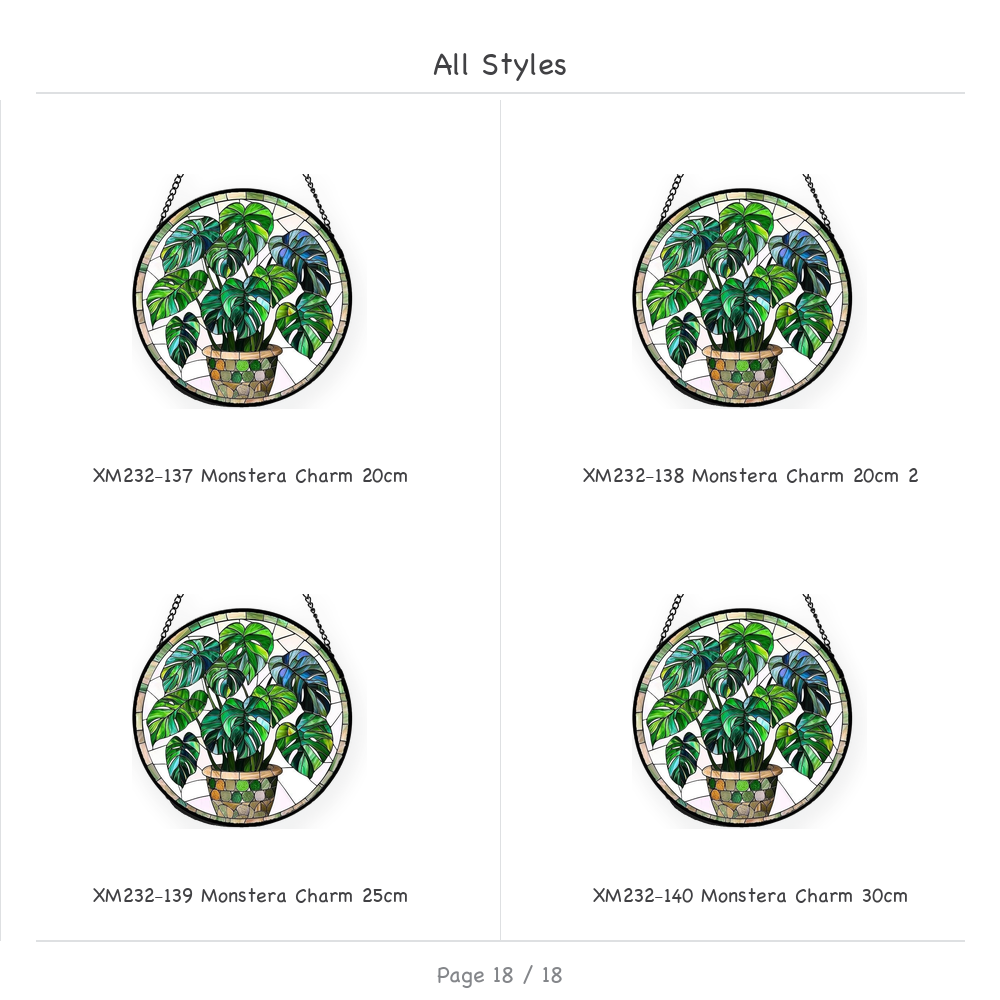 All Styles
XM232-137 Monstera Charm 20cm
XM232-138 Monstera Charm 20cm 2
XM232-139 Monstera Charm 25cm
XM232-140 Monstera Charm 30cm
Page 18 / 18